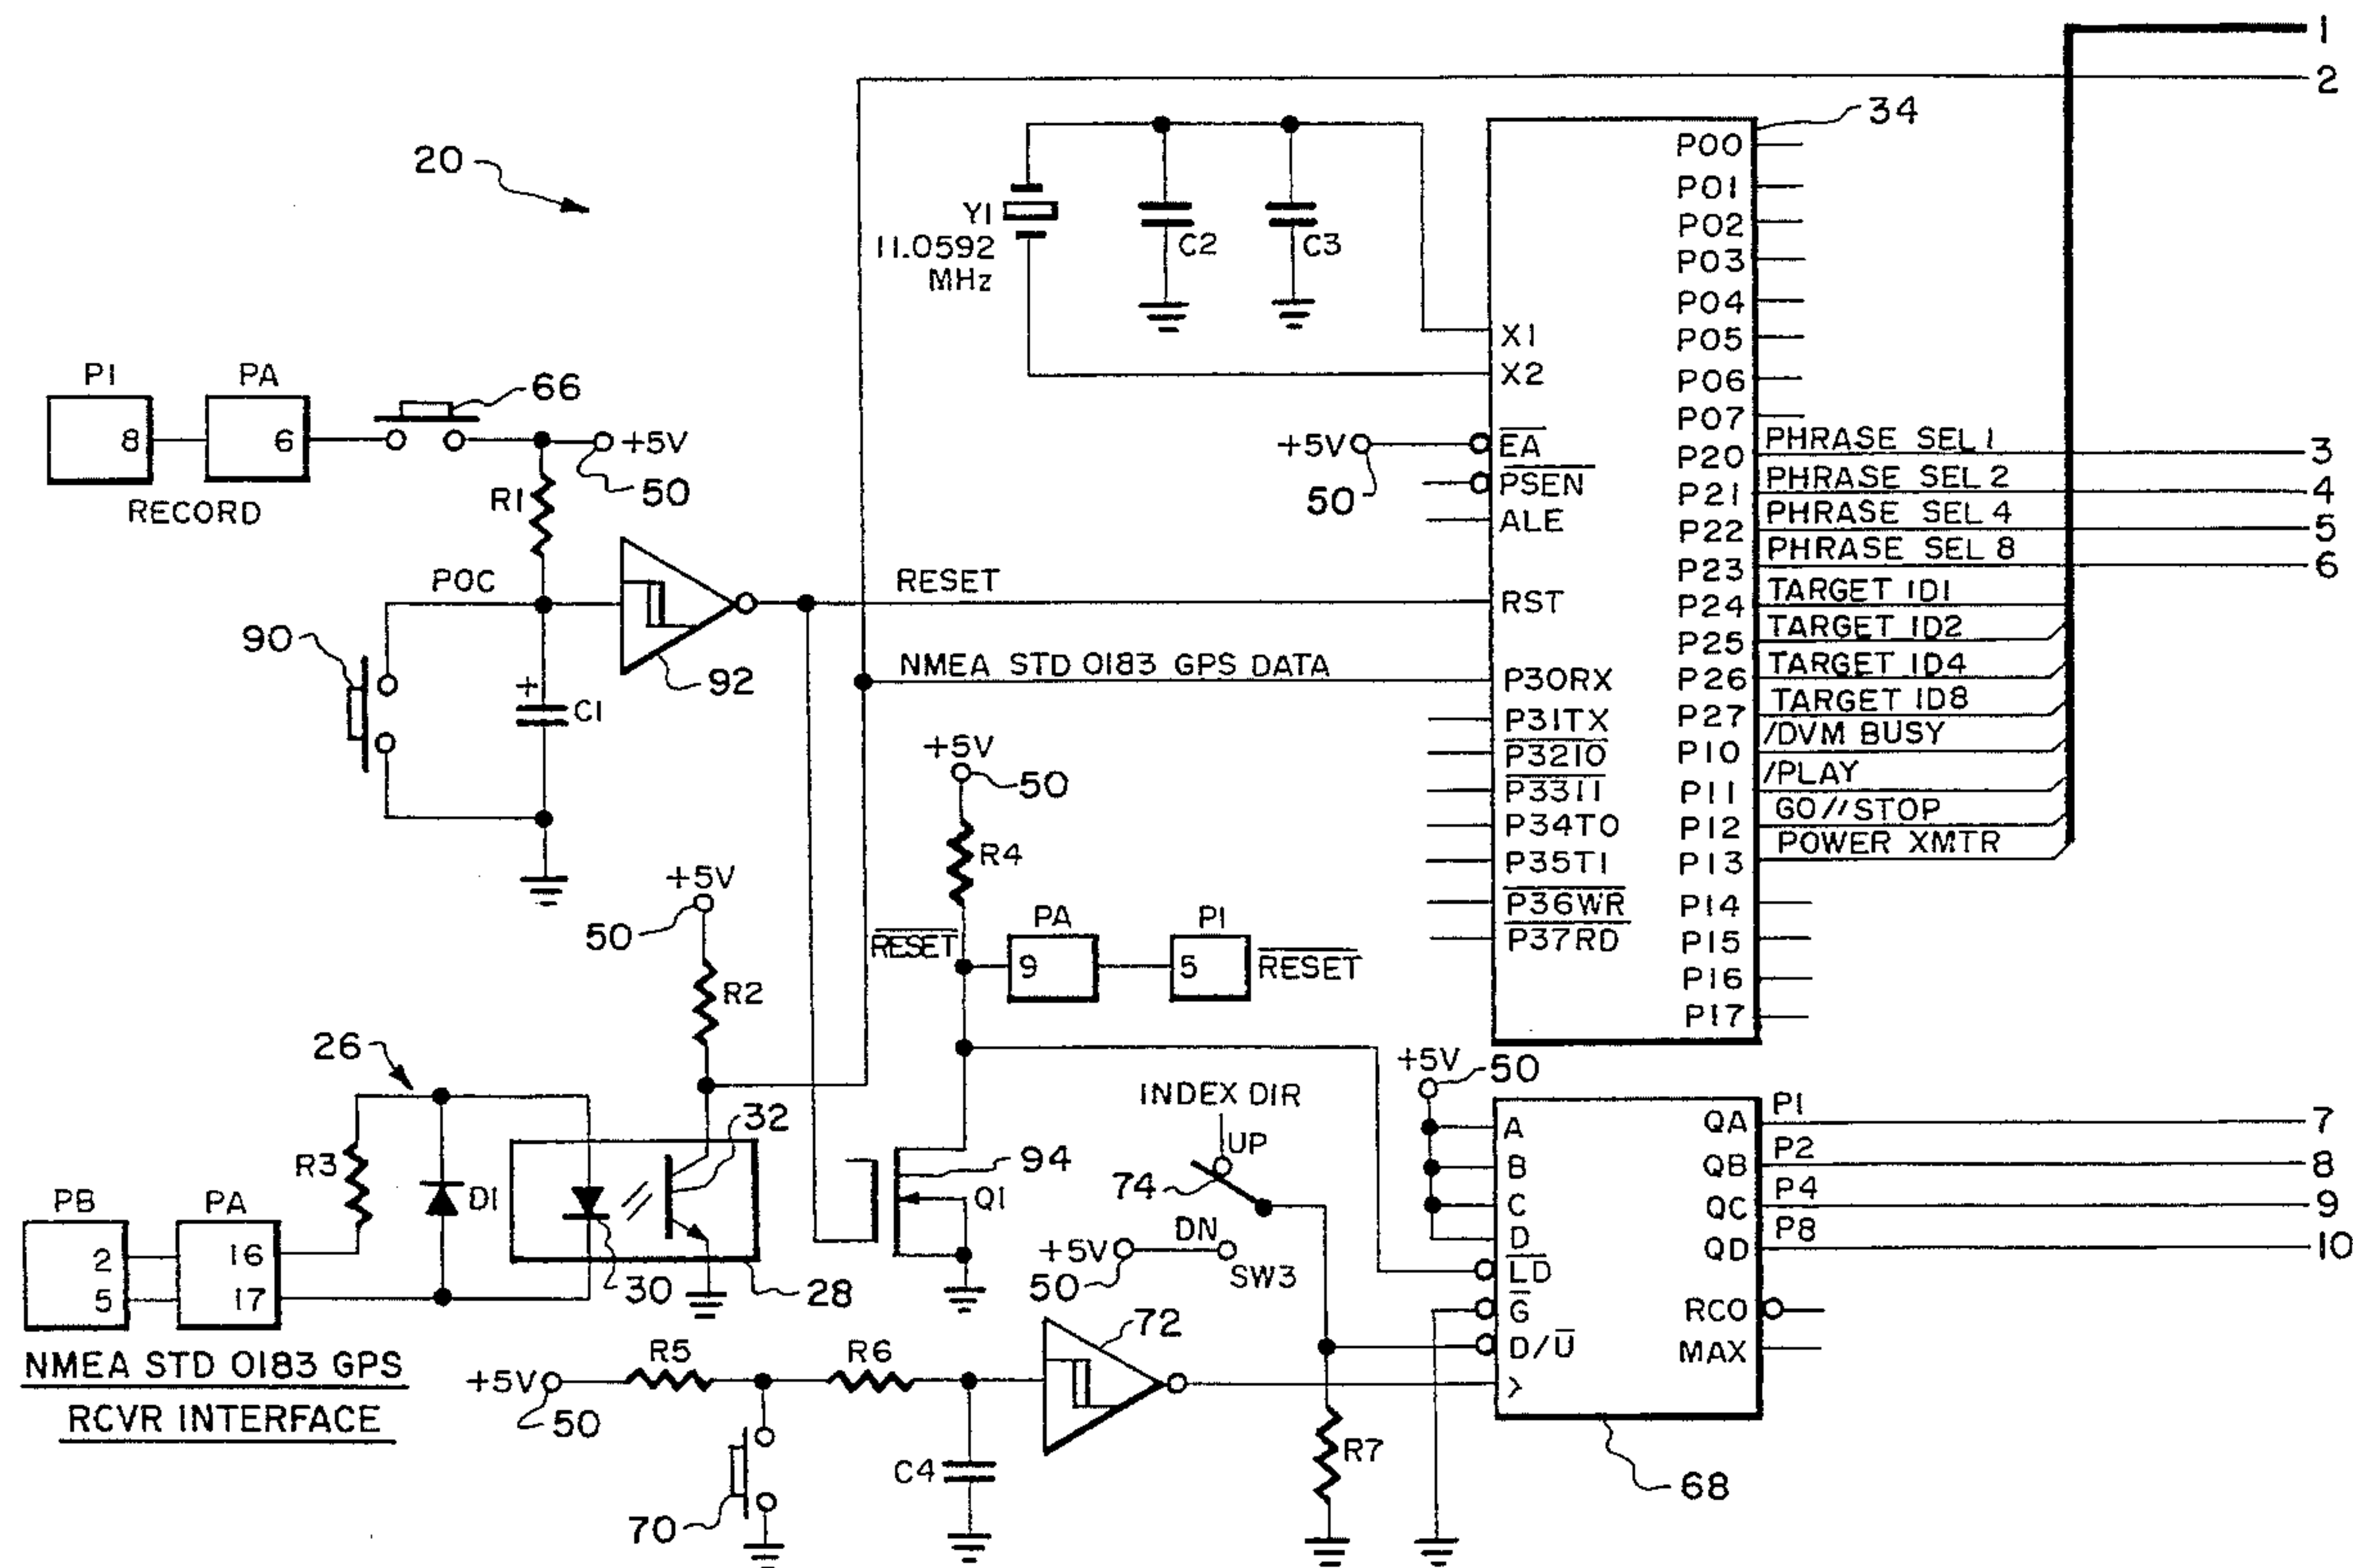 1
2
20
34
Y1
11.0592
MHz
C2
C3
P00
P01
P02
P03
P04
P05
P06
P07
X1
X2
P1
PA
66
8
6
+5V
50
RECORD
R1
+5V
50
EA
PSEN
ALE
P20
PHRASE SEL 1
3
P21
PHRASE SEL 2
4
P22
PHRASE SEL 4
5
P23
PHRASE SEL 8
6
POC
RESET
RST
P24
TARGET ID1
90
92
P25
TARGET ID2
NMEA STD 0183 GPS DATA
P30RX
P26
TARGET ID4
C1
+
P31TX
P27
TARGET ID8
P32I0
P10
/DVM BUSY
P33I1
P11
/PLAY
P34T0
P12
GO//STOP
P35T1
P13
POWER XMTR
P36WR
P14
P37RD
P15
P16
P17
+5V
50
R4
+5V
50
R2
RESET
PA
9
P1
5
RESET
26
R3
D1
32
30
28
PB
PA
2
16
5
17
NMEA STD 0183 GPS
RCVR INTERFACE
94
Q1
INDEX DIR
UP
74
DN
+5V
50
SW3
+5V
50
A
QA
P1
7
B
QB
P2
8
C
QC
P4
9
D
QD
P8
10
LD
G
RCO
D/U
MAX
>
72
+5V
50
R5
R6
70
C4
R7
68